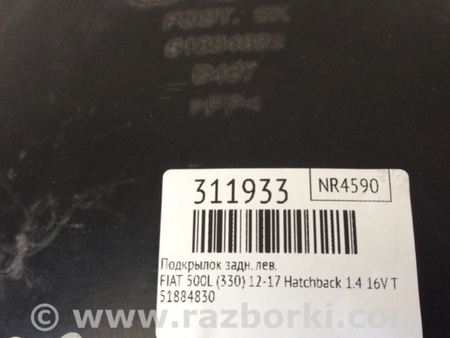 311933
NR4590
Подкрылок задн.лев.
FIAT 500L (330) 12-17 Hatchback 1.4 16V T
51884830
www.razborki.com